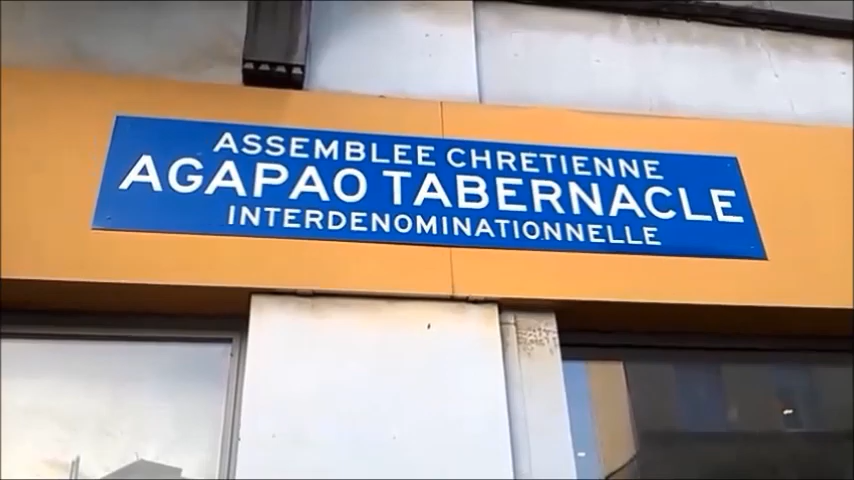 ASSEMBLEE CHRETIENNE
AGAPAO TABERNACLE
INTERDENOMINATIONNELLE